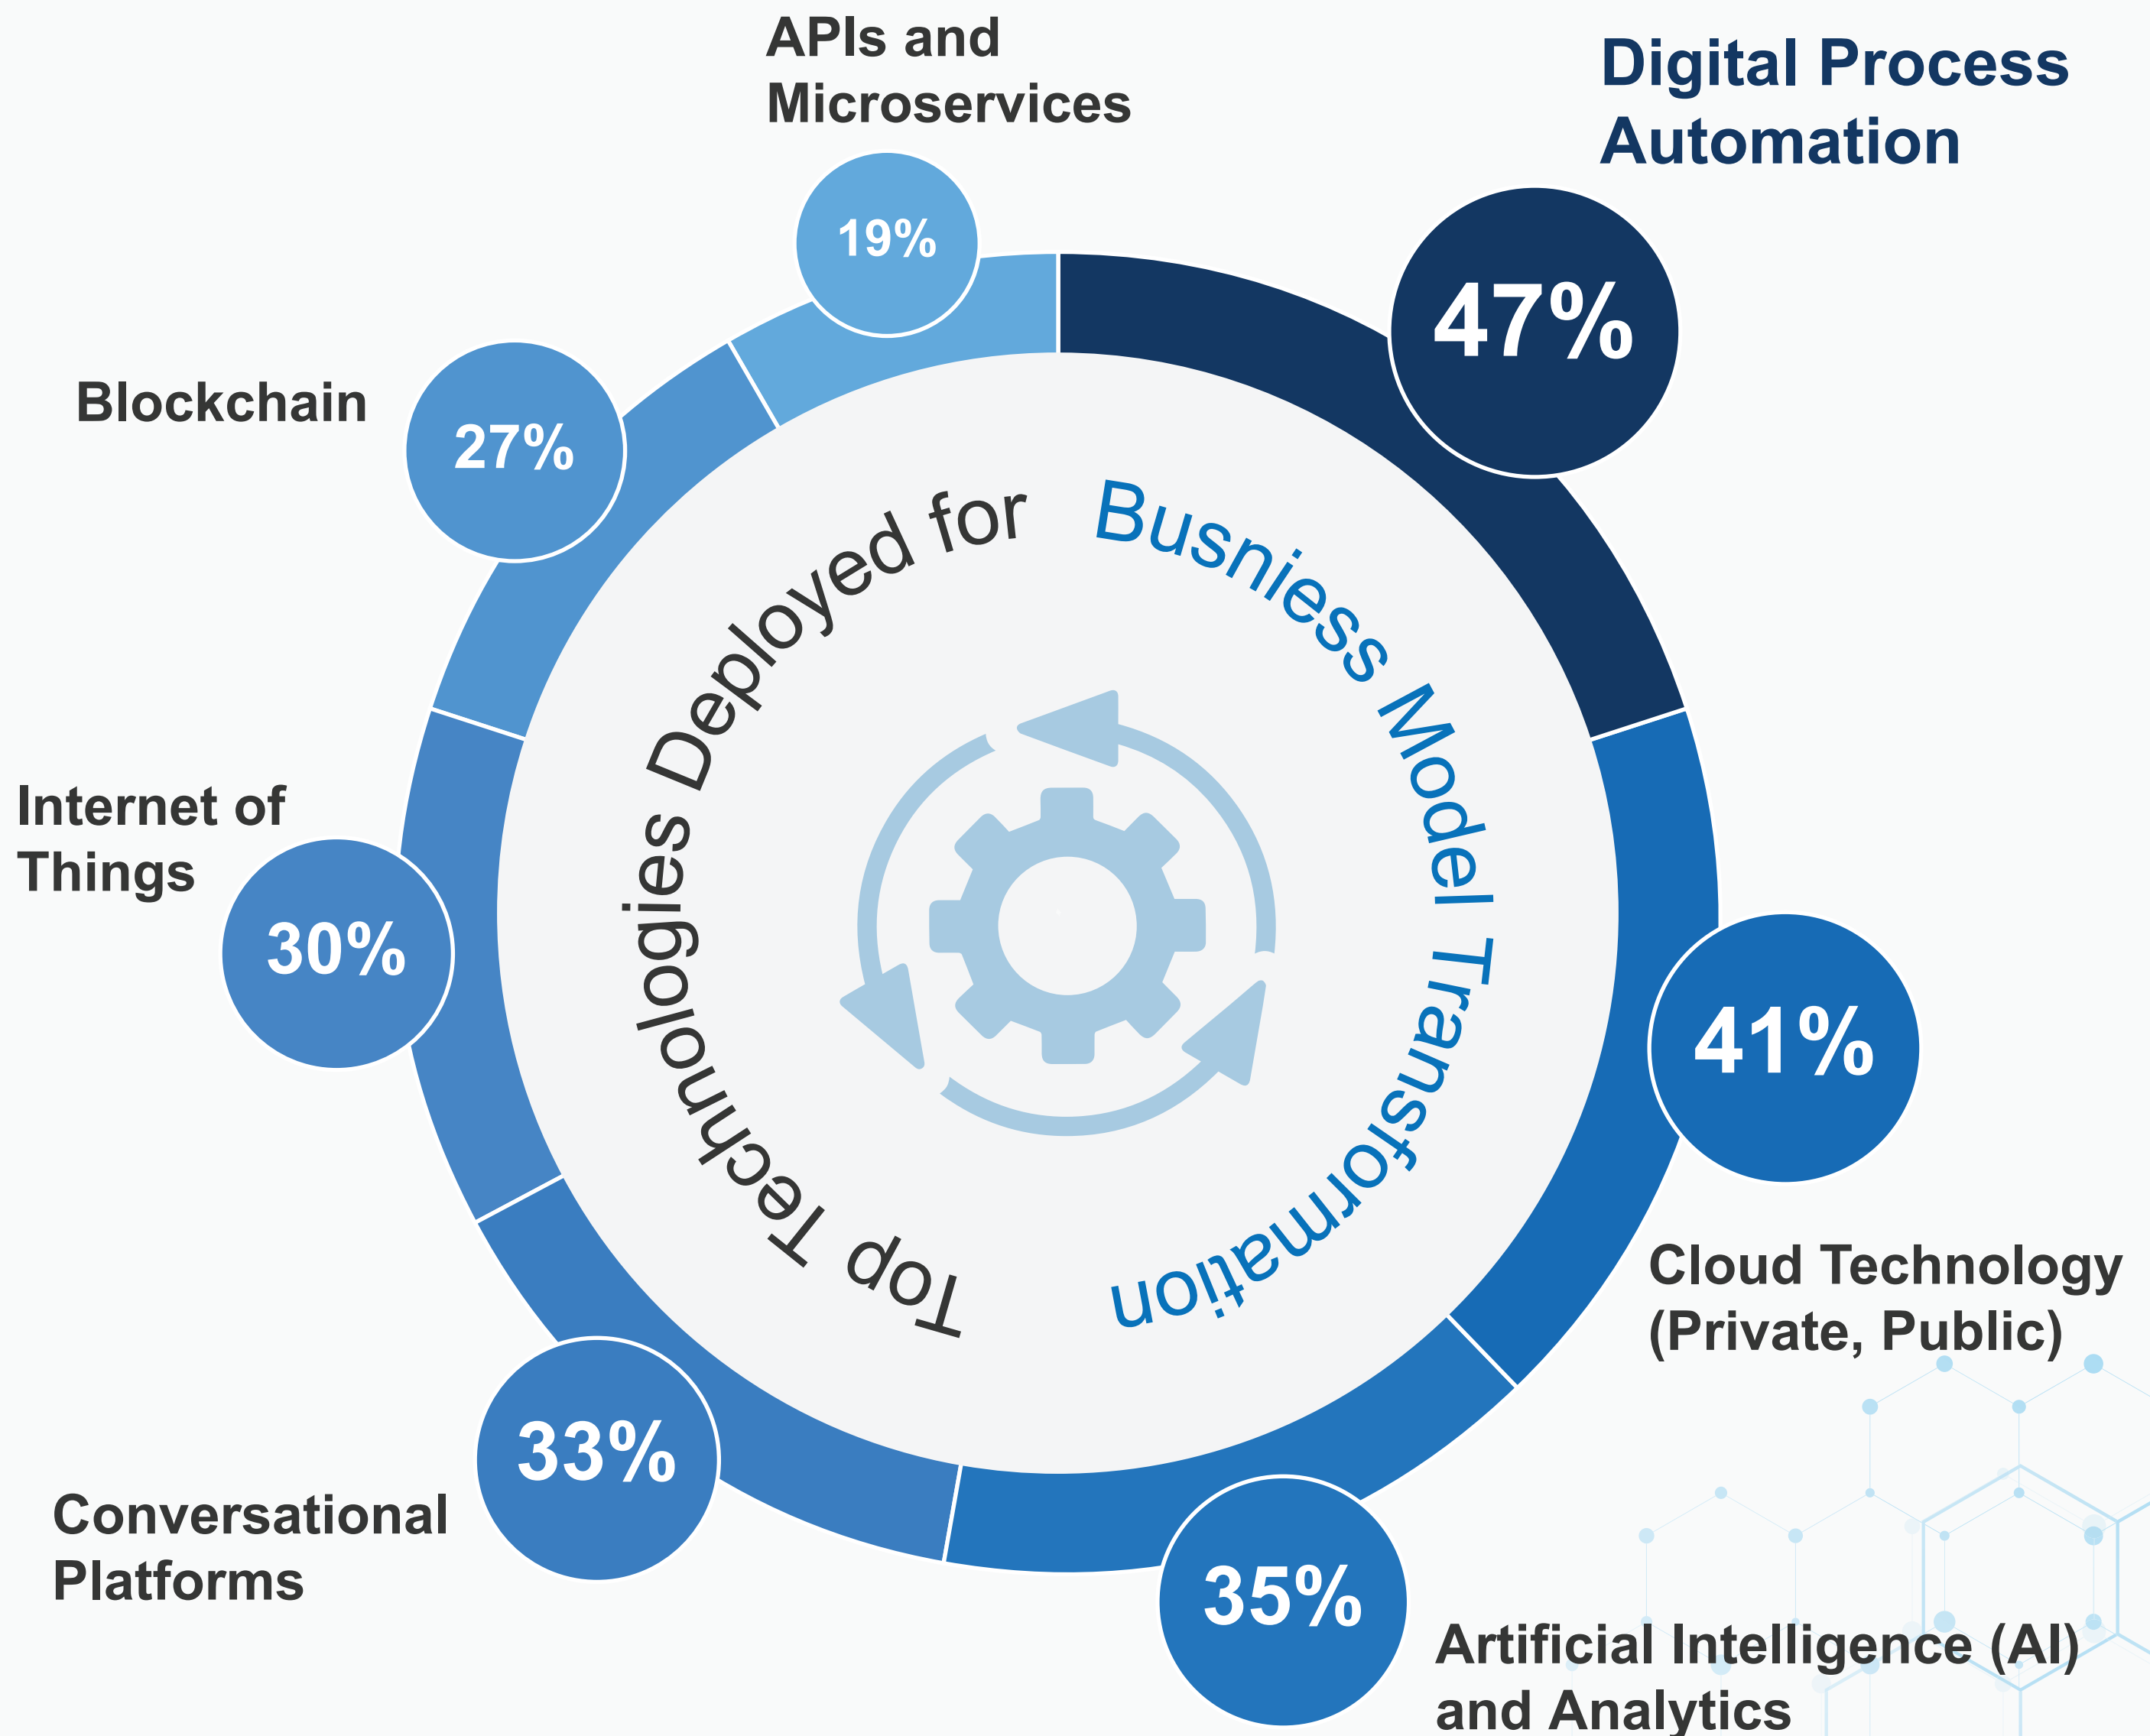 APIs and
Microservices
19%
Digital Process
Automation
47%
Blockchain
27%
Top Technologies Deployed for
Busniess Model Transformation
Internet of
Things
30%
41%
Cloud Technology
(Private, Public)
33%
Conversational
Platforms
35%
Artificial Intelligence (AI)
and Analytics